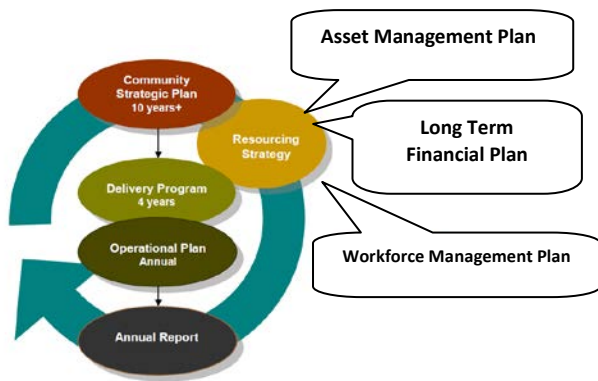 Community
Strategic Plan
10 years+
Resourcing
Strategy
Delivery Program
4 years
Operational Plan
Annual
Annual Report
Asset Management Plan
Long Term
Financial Plan
Workforce Management Plan